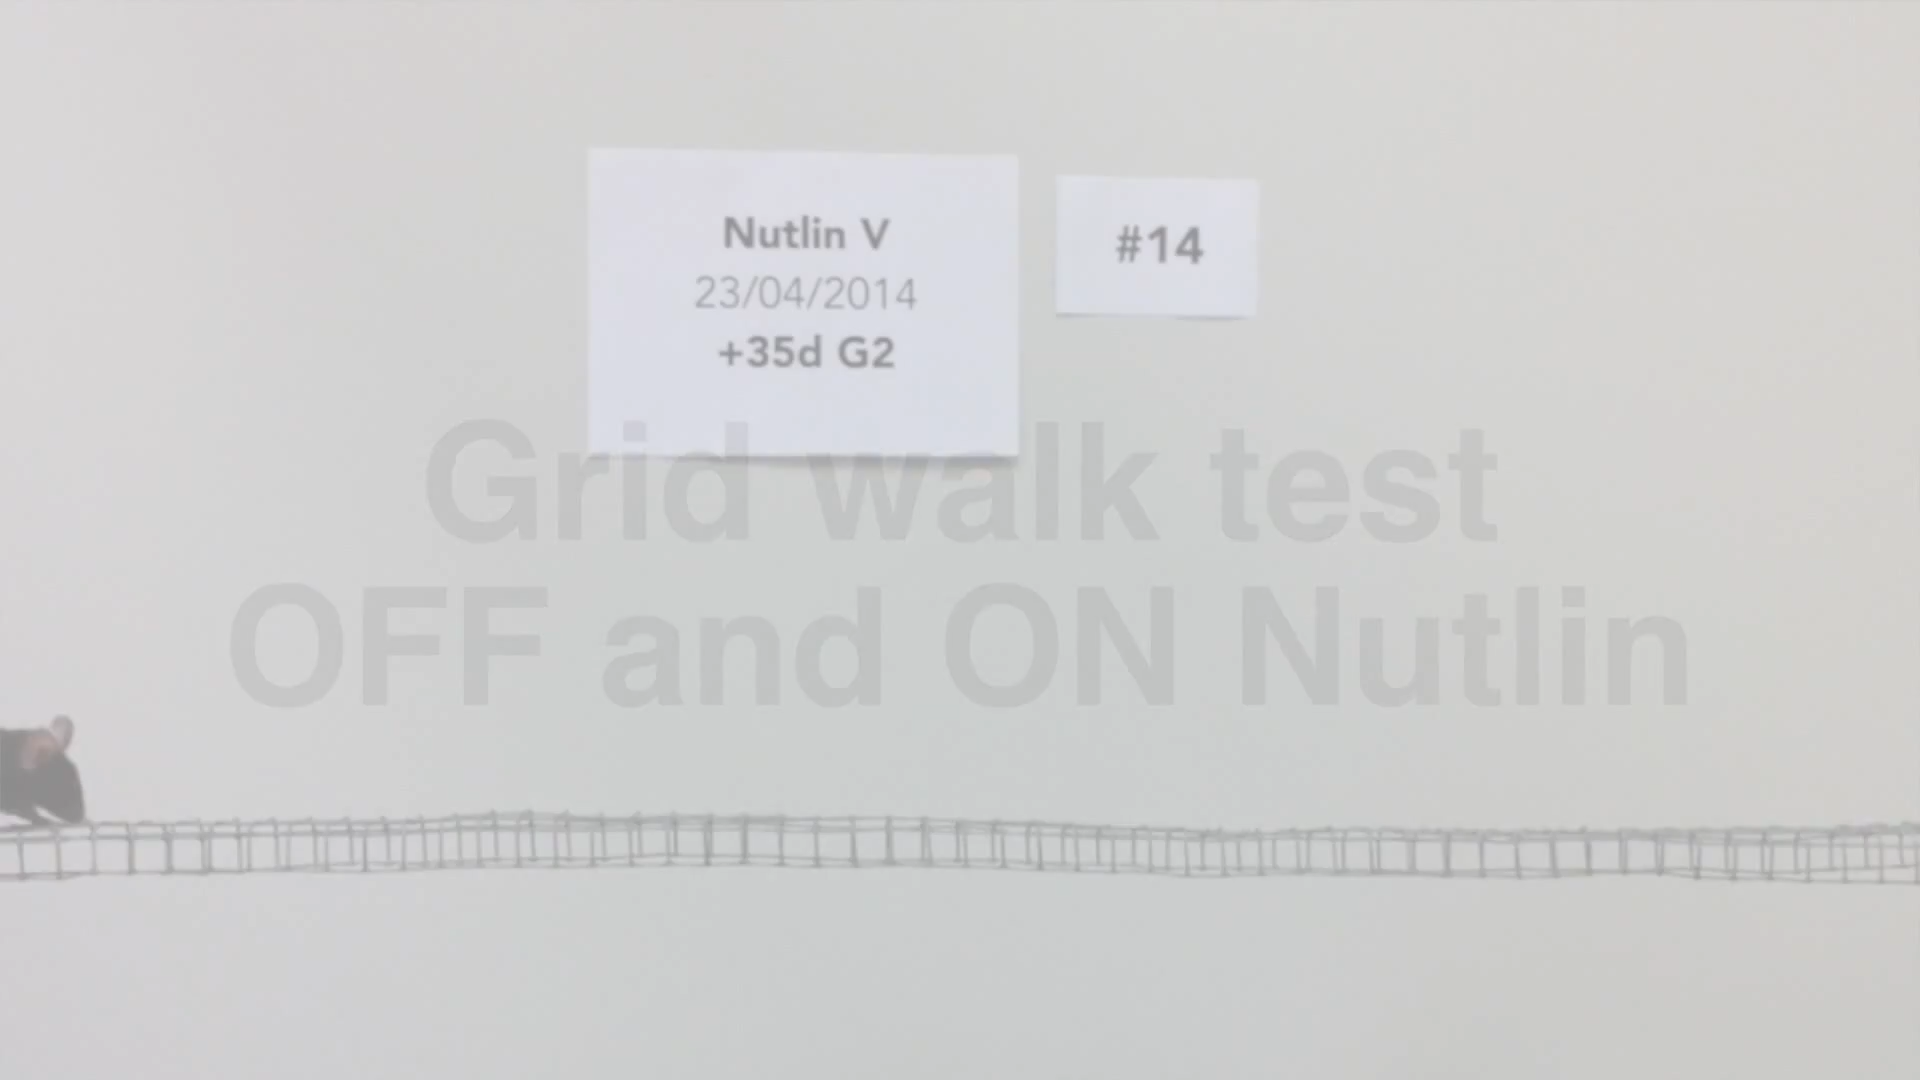 Nutlin V
23/04/2014
+35d G2
#14
Grid walk test
OFF and ON Nutlin